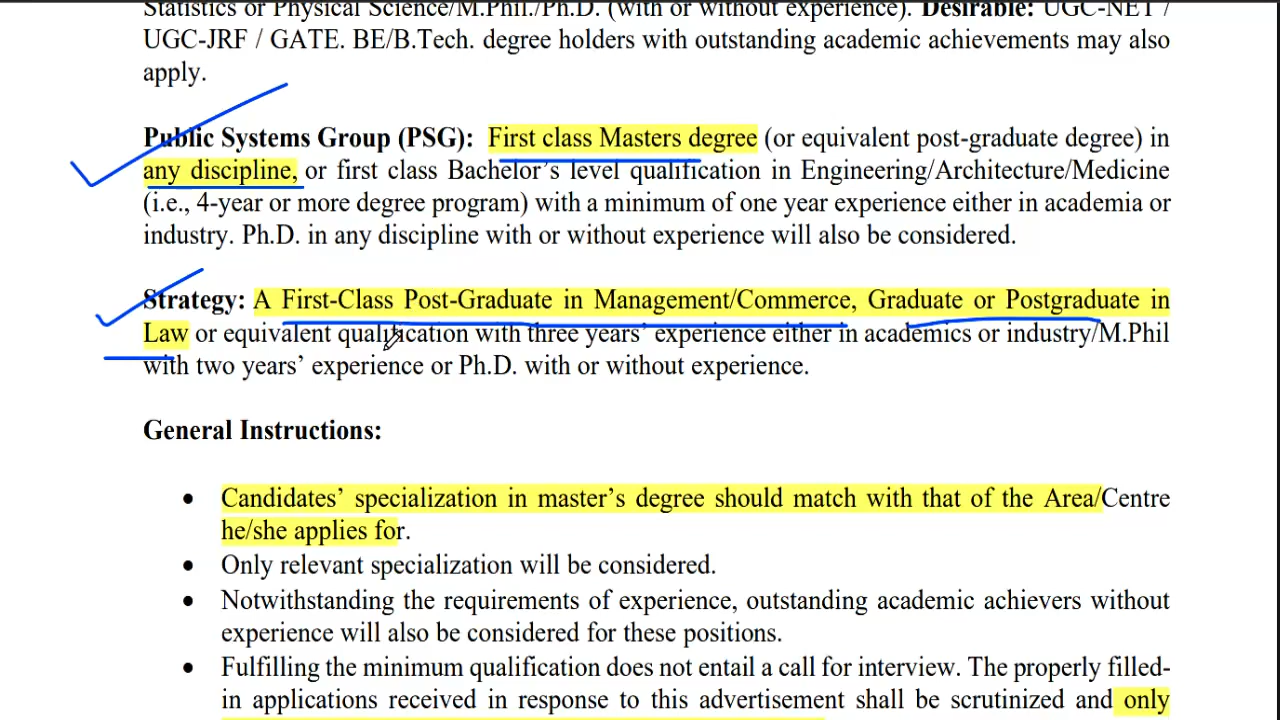 Statistics or Physical Science/M.Phil./Ph.D. (with or without experience). Desirable: UGC-NET /
UGC-JRF / GATE. BE/B.Tech. degree holders with outstanding academic achievements may also
apply.
Public Systems Group (PSG): First class Masters degree (or equivalent post-graduate degree) in
any discipline, or first class Bachelor’s level qualification in Engineering/Architecture/Medicine
(i.e., 4-year or more degree program) with a minimum of one year experience either in academia or
industry. Ph.D. in any discipline with or without experience will also be considered.
Strategy: A First-Class Post-Graduate in Management/Commerce, Graduate or Postgraduate in
Law or equivalent qualification with three years’ experience either in academics or industry/M.Phil
with two years’ experience or Ph.D. with or without experience.
General Instructions:
• Candidates’ specialization in master’s degree should match with that of the Area/Centre
he/she applies for.
• Only relevant specialization will be considered.
• Notwithstanding the requirements of experience, outstanding academic achievers without
experience will also be considered for these positions.
• Fulfilling the minimum qualification does not entail a call for interview. The properly filled-
in applications received in response to this advertisement shall be scrutinized and only